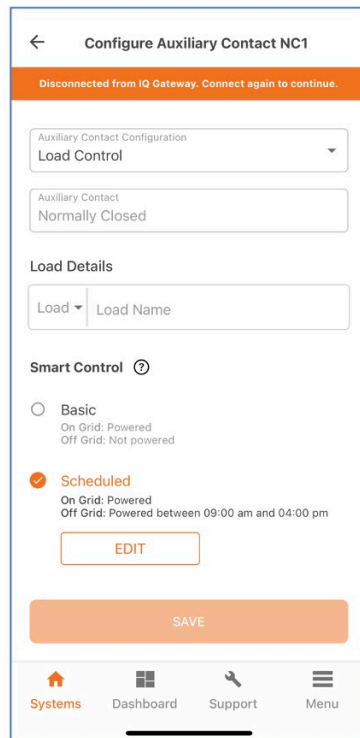 Configure Auxiliary Contact NC1
Disconnected from IQ Gateway. Connect again to continue.
Auxiliary Contact Configuration
Load Control
Auxiliary Contact
Normally Closed
Load Details
Load
Load Name
Smart Control ?
Basic
On Grid: Powered
Off Grid: Not powered
Scheduled
On Grid: Powered
Off Grid: Powered between 09:00 am and 04:00 pm
EDIT
SAVE
Systems
Dashboard
Support
Menu